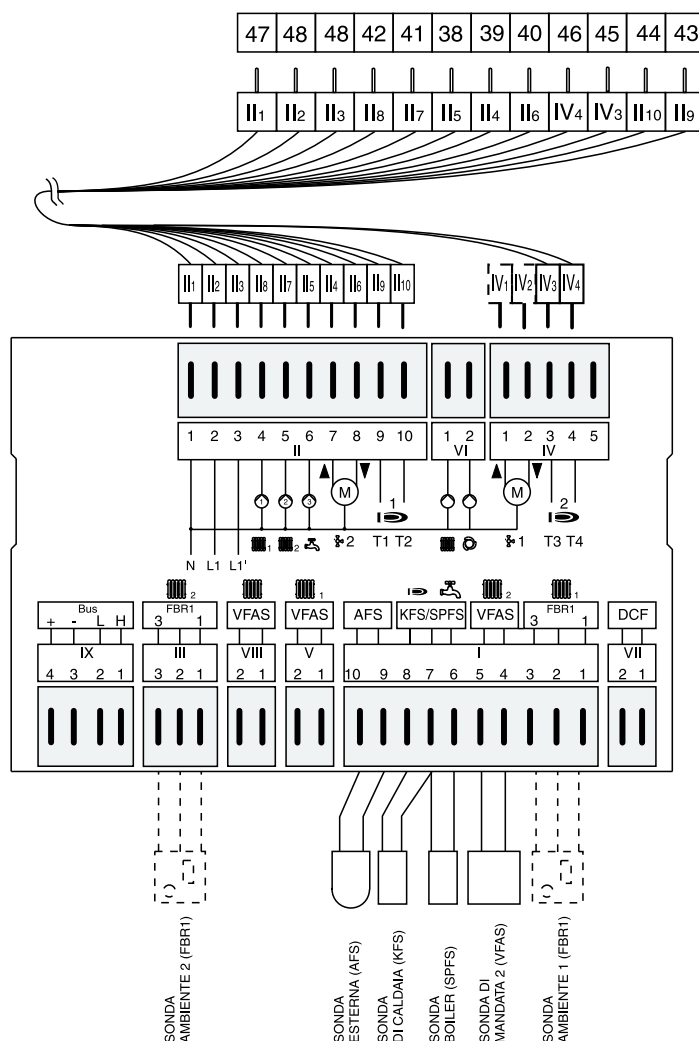 47 48 48 42 41 38 39 40 46 45 44 43
II1 II2 II3 II8 II7 II5 II4 II6 IV4 IV3 II10 II9
II1 II2 II3 II8 II7 II5 II4 II6 II9 II10 IV1 IV2 IV3 IV4
1 2 3 4 5 6 7 8 9 10 1 2 1 2 3 4 5
II VI IV
1 2 3 M 1 M 2
1 2 2 T1 T2 1 T3 T4
N L1 L1'
2 1 2 1
Bus FBR1 VFAS VFAS AFS KFS/SPFS VFAS FBR1 DCF
+ - L H 3 1 3 1
IX III VIII V I VII
4 3 2 1 3 2 1 2 1 2 1 10 9 8 7 6 5 4 3 2 1 2 1
SONDA
AMBIENTE 2 (FBR1)
SONDA
ESTERNA (AFS)
SONDA
DI CALDAIA (KFS)
SONDA
BOILER (SPFS)
SONDA DI
MANDATA 2 (VFAS)
SONDA
AMBIENTE 1 (FBR1)